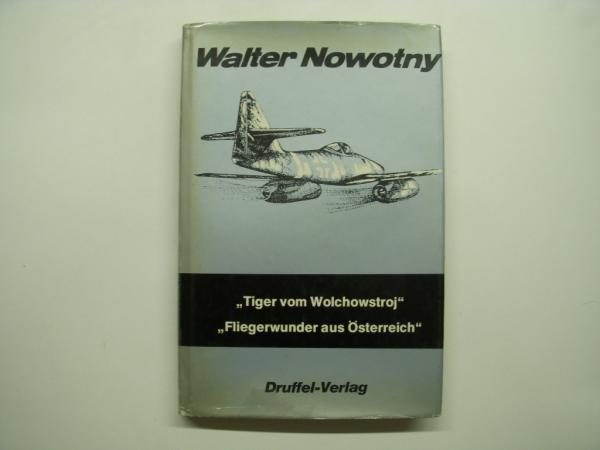 Walter Nowotny
„Tiger vom Wolchowstroj“
„Fliegerwunder aus Österreich“
Druffel-Verlag